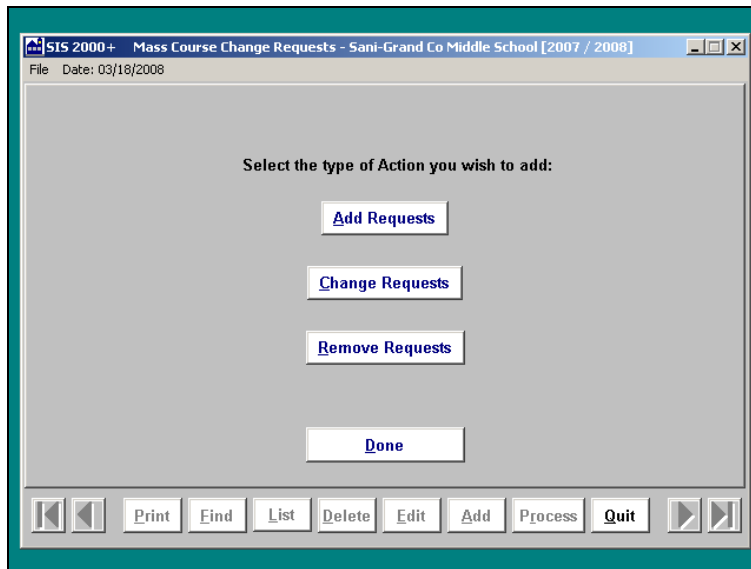 SIS 2000+ Mass Course Change Requests - Sani-Grand Co Middle School [2007 / 2008]
File Date: 03/18/2008
Select the type of Action you wish to add:
Add Requests
Change Requests
Remove Requests
Done
Print Find List Delete Edit Add Process Quit